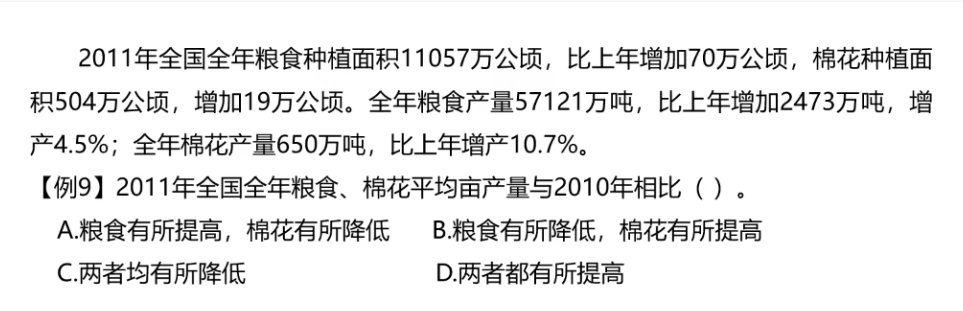 2011年全国全年粮食种植面积11057万公顷，比上年增加70万公顷，棉花种植面
积504万公顷，增加19万公顷。全年粮食产量57121万吨，比上年增加2473万吨，增
产4.5%；全年棉花产量650万吨，比上年增产10.7%。
【例9】2011年全国全年粮食、棉花平均亩产量与2010年相比（ ）。
A.粮食有所提高，棉花有所降低 B.粮食有所降低，棉花有所提高
C.两者均有所降低 D.两者都有所提高